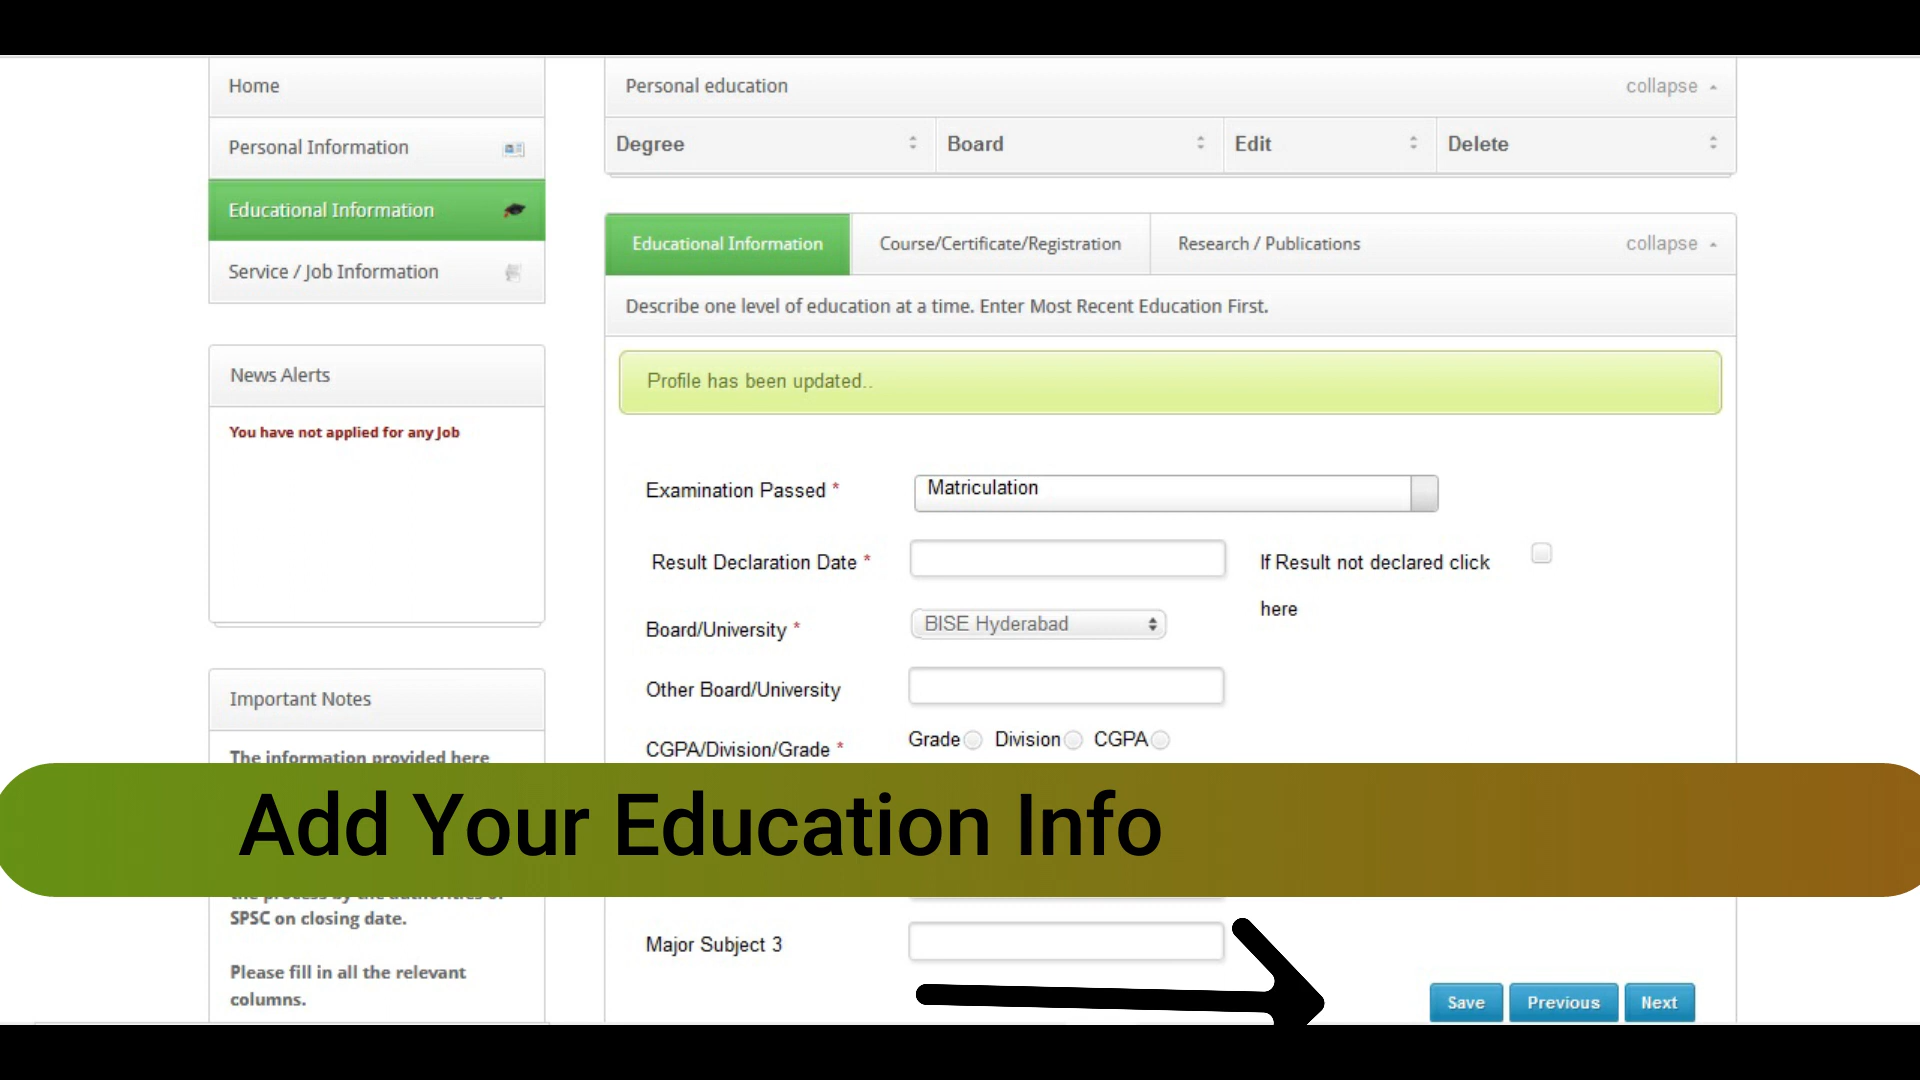 Home
Personal Information
Educational Information
Service / Job Information
News Alerts
You have not applied for any Job
Important Notes
The information provided here
SPSC on closing date.
Please fill in all the relevant
columns.
Personal education
collapse
Degree
Board
Edit
Delete
Educational Information
Course/Certificate/Registration
Research / Publications
collapse
Describe one level of education at a time. Enter Most Recent Education First.
Profile has been updated..
Examination Passed *
Matriculation
Result Declaration Date *
If Result not declared click
here
Board/University *
BISE Hyderabad
Other Board/University
CGPA/Division/Grade *
Grade Division CGPA
Add Your Education Info
Major Subject 3
Save
Previous
Next